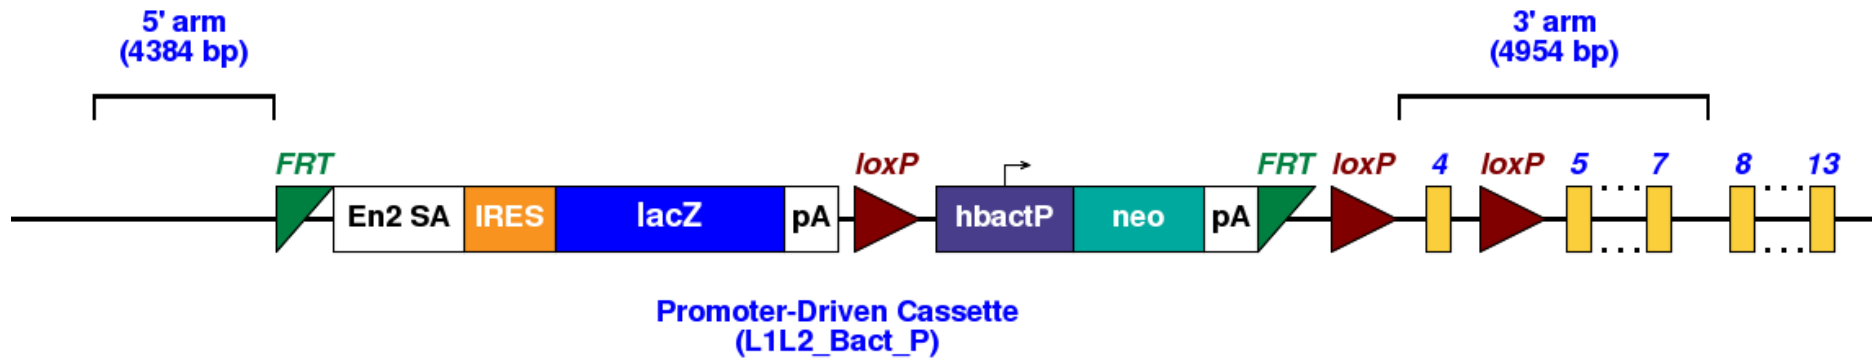 5' arm
(4384 bp)
3' arm
(4954 bp)
FRT
loxP
FRT
loxP
4
loxP
5
7
8
13
En2 SA
IRES
lacZ
pA
hbactP
neo
pA
Promoter-Driven Cassette
(L1L2_Bact_P)